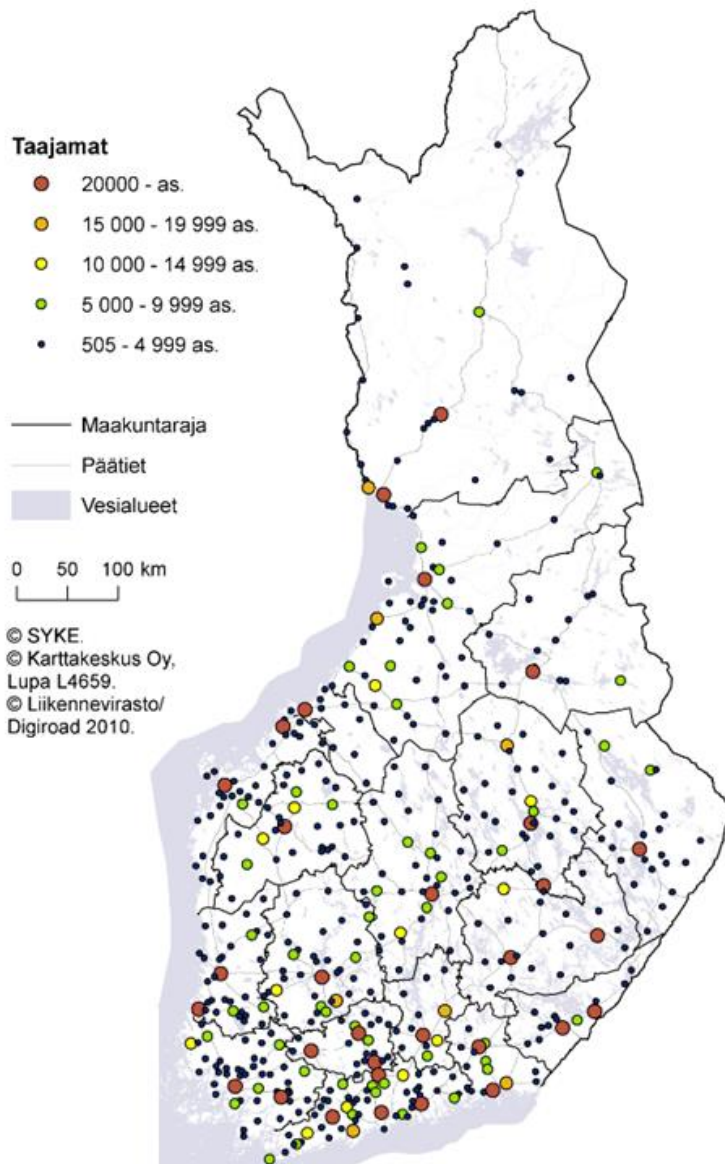 Taajamat
20000 - as.
15 000 - 19 999 as.
10 000 - 14 999 as.
5 000 - 9 999 as.
505 - 4 999 as.
Maakuntaraja
Päätiet
Vesialueet
0 50 100 km
© SYKE.
© Karttakeskus Oy,
Lupa L4659.
© Liikennevirasto/
Digiroad 2010.